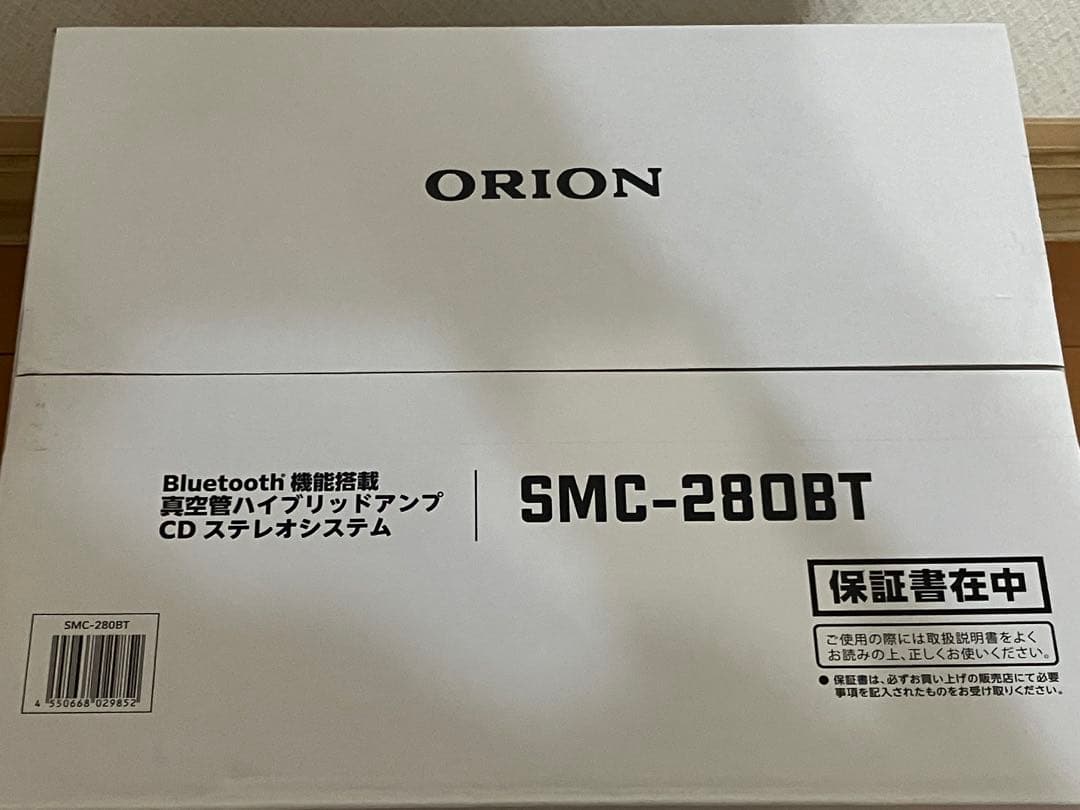 ORION
Bluetooth®機能搭載
真空管ハイブリッドアンプ
CD ステレオシステム
SMC-280BT
保証書在中
ご使用の際には取扱説明書をよく
お読みの上、正しくお使いください。
● 保証書は、必ずお買い上げの販売店にて必要
事項を記入されたものをお受け取りください。
SMC-280BT
4 550668 029852